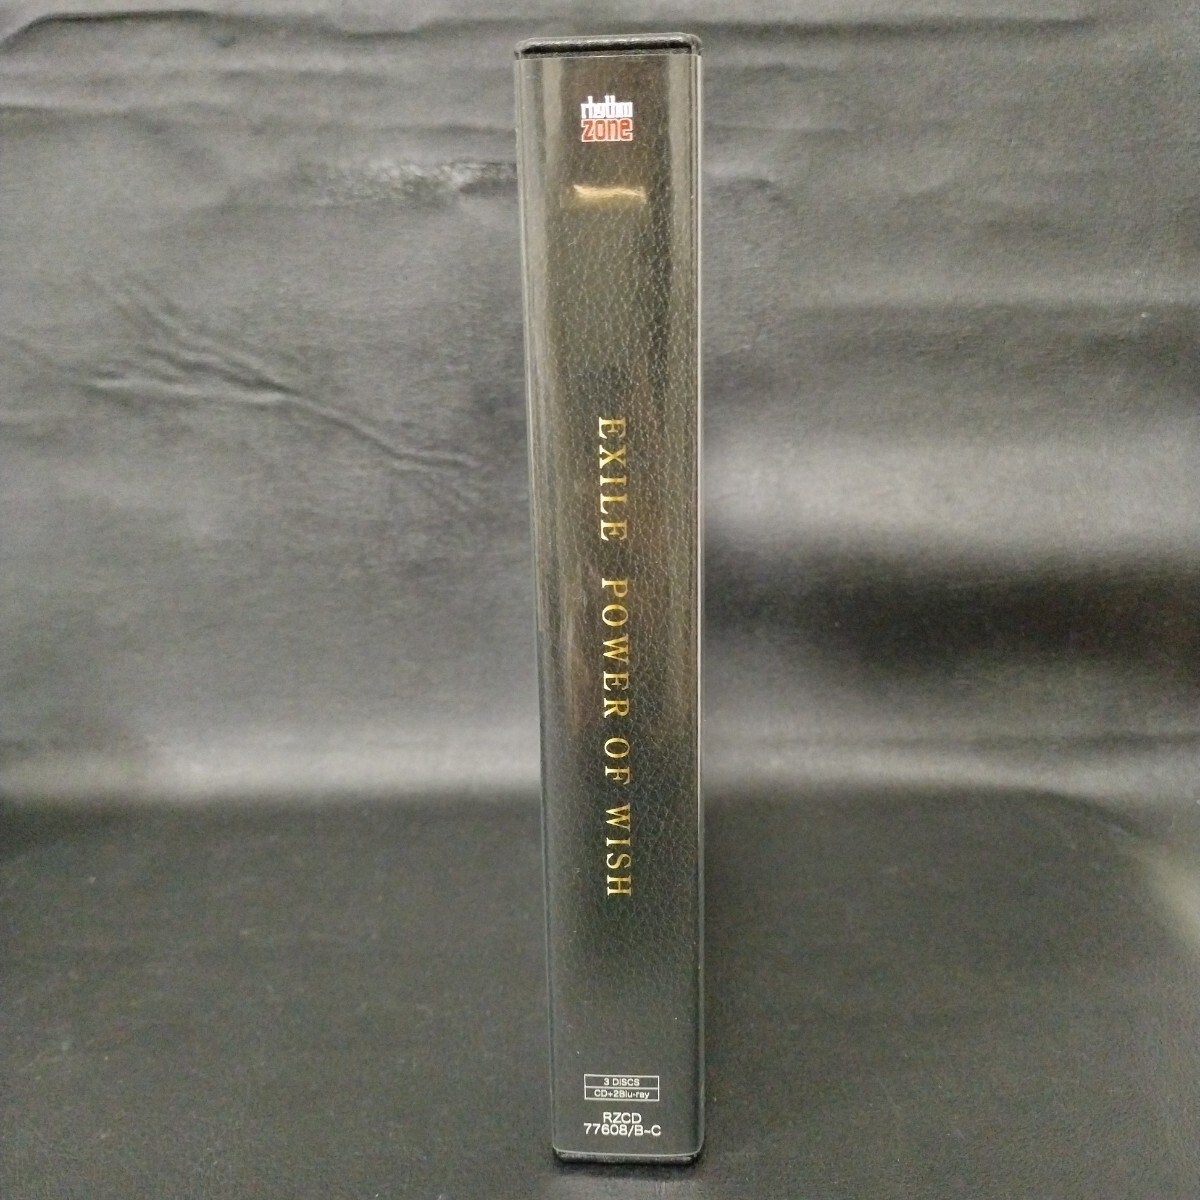 rhythm
zone
EXILE POWER OF WISH
3 DISCS
CD+2Blu-ray
RZCD
77608/B~C